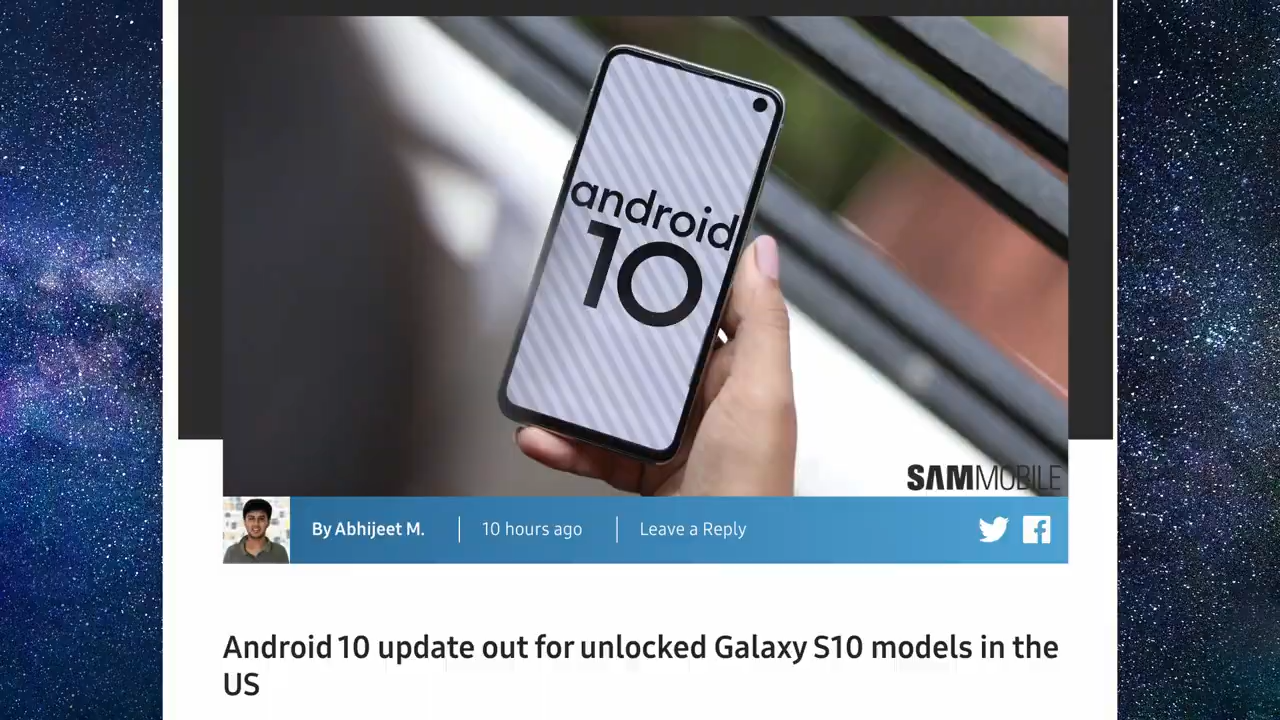 android
10
SAMMOBILE
By Abhijeet M.
10 hours ago
Leave a Reply
Android 10 update out for unlocked Galaxy S10 models in the
US